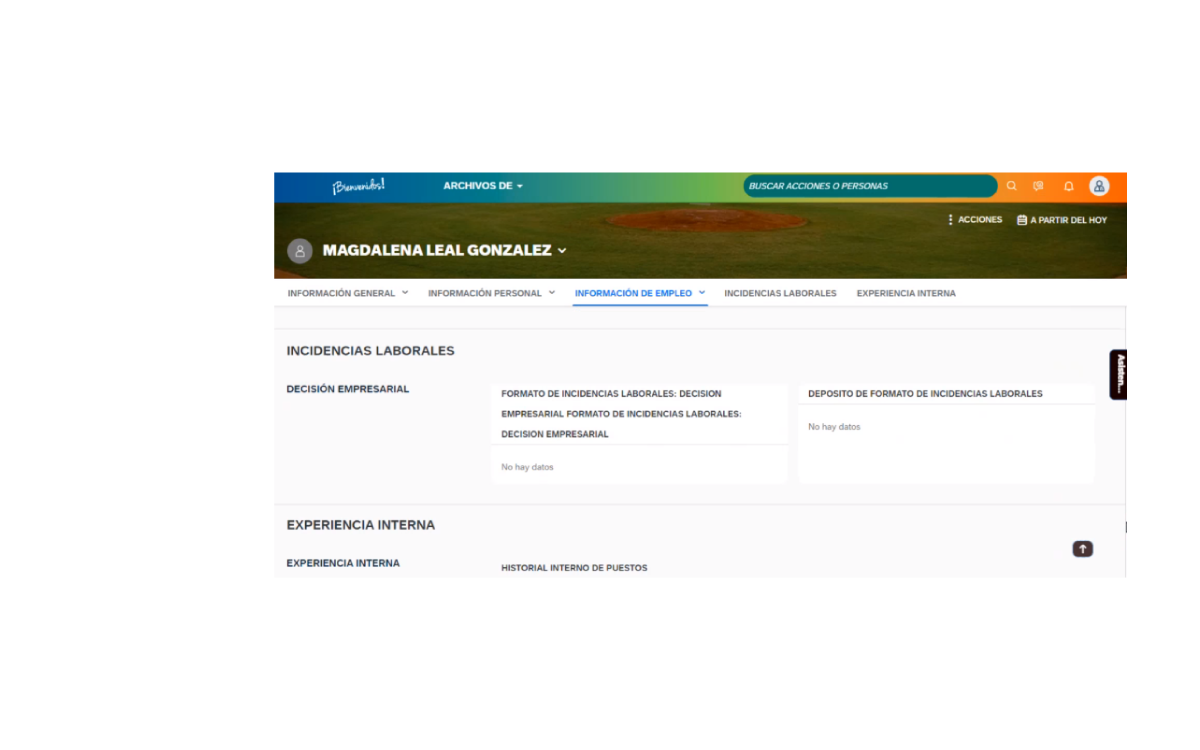 ¡Bienvenidos!
ARCHIVOS DE
BUSCAR ACCIONES O PERSONAS
ACCIONES
A PARTIR DEL HOY
MAGDALENA LEAL GONZALEZ
INFORMACIÓN GENERAL
INFORMACIÓN PERSONAL
INFORMACIÓN DE EMPLEO
INCIDENCIAS LABORALES
EXPERIENCIA INTERNA
INCIDENCIAS LABORALES
Asisten...
DECISIÓN EMPRESARIAL
FORMATO DE INCIDENCIAS LABORALES: DECISION
EMPRESARIAL FORMATO DE INCIDENCIAS LABORALES:
DECISION EMPRESARIAL
No hay datos
DEPOSITO DE FORMATO DE INCIDENCIAS LABORALES
No hay datos
EXPERIENCIA INTERNA
EXPERIENCIA INTERNA
HISTORIAL INTERNO DE PUESTOS